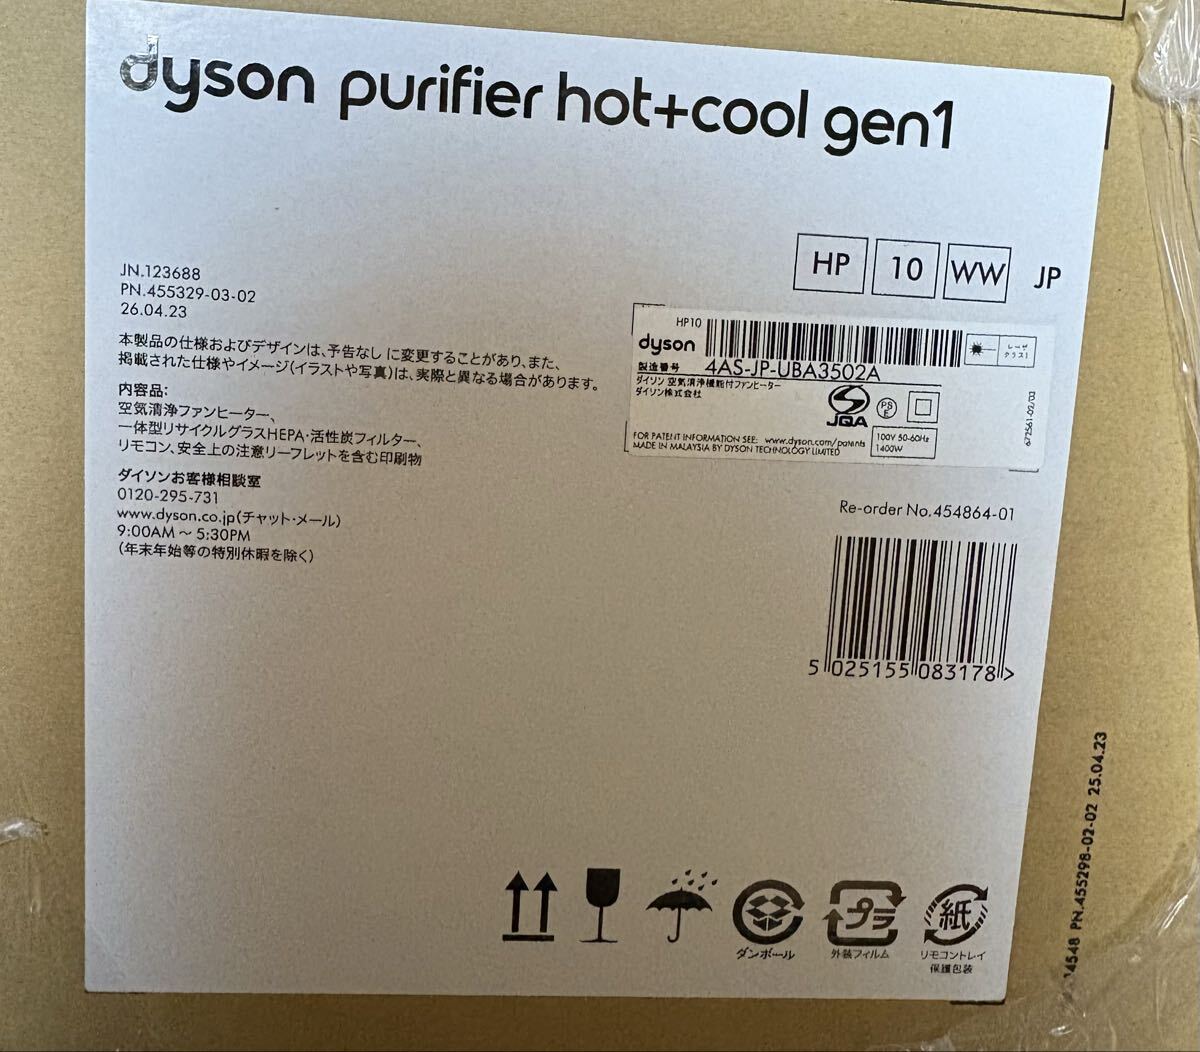 dyson purifier hot+cool gen1
HP 10 WW JP
JN.123688
PN.455329-03-02
26.04.23
本製品の仕様およびデザインは、予告なしに変更することがあり、また、
掲載された仕様やイメージ(イラストや写真)は、実際と異なる場合があります。
内容品:
空気清浄ファンヒーター、
一体型リサイクルグラスHEPA・活性炭フィルター、
リモコン、安全上の注意リーフレットを含む印刷物
ダイソンお客様相談室
0120-295-731
www.dyson.co.jp(チャット・メール)
9:00AM ~ 5:30PM
(年末年始等の特別休暇を除く)
HP10
dyson
製造番号 4AS-JP-UBA3502A
ダイソン 空気清浄機能付ファンヒーター
ダイソン株式会社
レーザ
クラス1
JQA
PS
E
FOR PATENT INFORMATION SEE: www.dyson.com/patents
MADE IN MALAYSIA BY DYSON TECHNOLOGY LIMITED
100V 50-60Hz
1400W
672561-02/03
Re-order No.454864-01
5 025155 083178 >
ダンボール
プラ
外装フィルム
紙
リモコントレイ
保護包装
14548 PN.455298-02-02 25.04.23